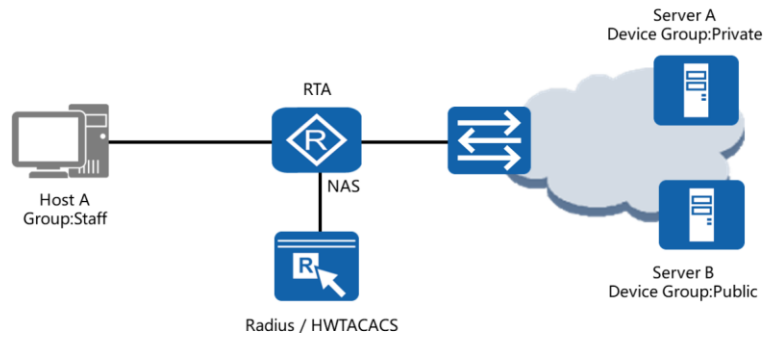 Server A
Device Group:Private
RTA
R
NAS
Host A
Group:Staff
R
Radius / HWTACACS
Server B
Device Group:Public